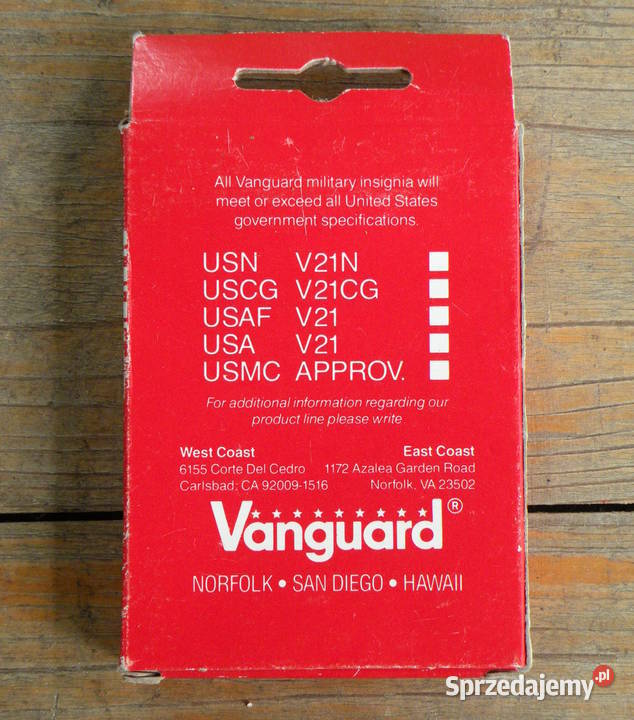 All Vanguard military insignia will
meet or exceed all United States
government specifications.
USN V21N
USCG V21CG
USAF V21
USA V21
USMC APPROV.
For additional information regarding our
product line please write
West Coast East Coast
6155 Corte Del Cedro 1172 Azalea Garden Road
Carlsbad, CA 92009-1516 Norfolk, VA 23502
Vanguard®
NORFOLK • SAN DIEGO • HAWAII
Sprzedajemy.pl